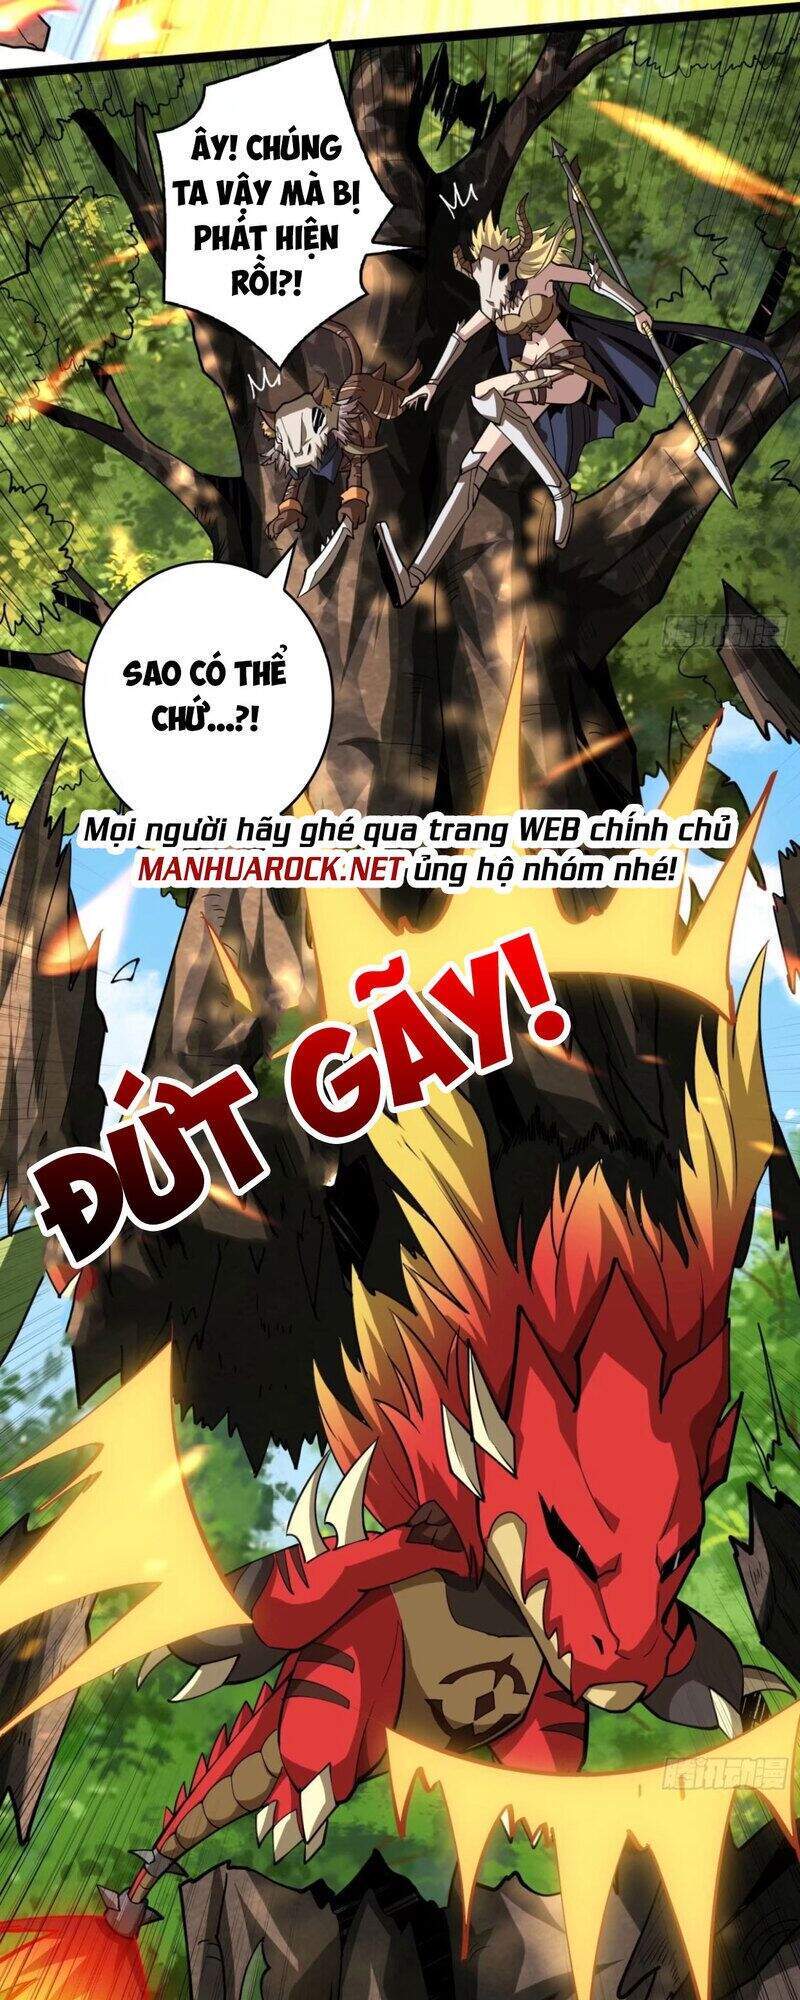 ÂY! CHÚNG
TA VẬY MÀ BỊ
PHÁT HIỆN
RỒI?!
SAO CÓ THỂ
CHỨ...?!
Mọi người hãy ghé qua trang WEB chính chủ
MANHUAROCK.NET ủng hộ nhóm nhé!
ĐỨT GÃY!